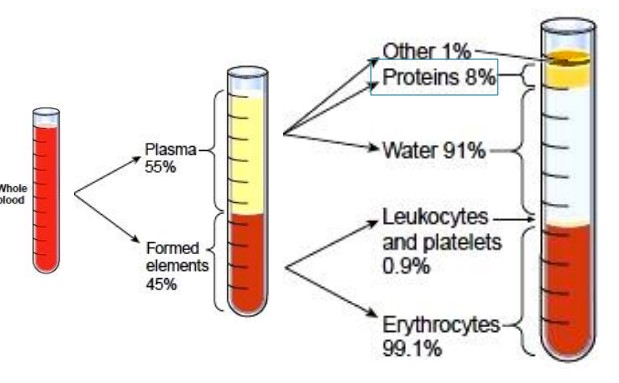 Whole
blood
Plasma
55%
Formed
elements
45%
Other 1%
Proteins 8%
Water 91%
Leukocytes
and platelets
0.9%
Erythrocytes
99.1%